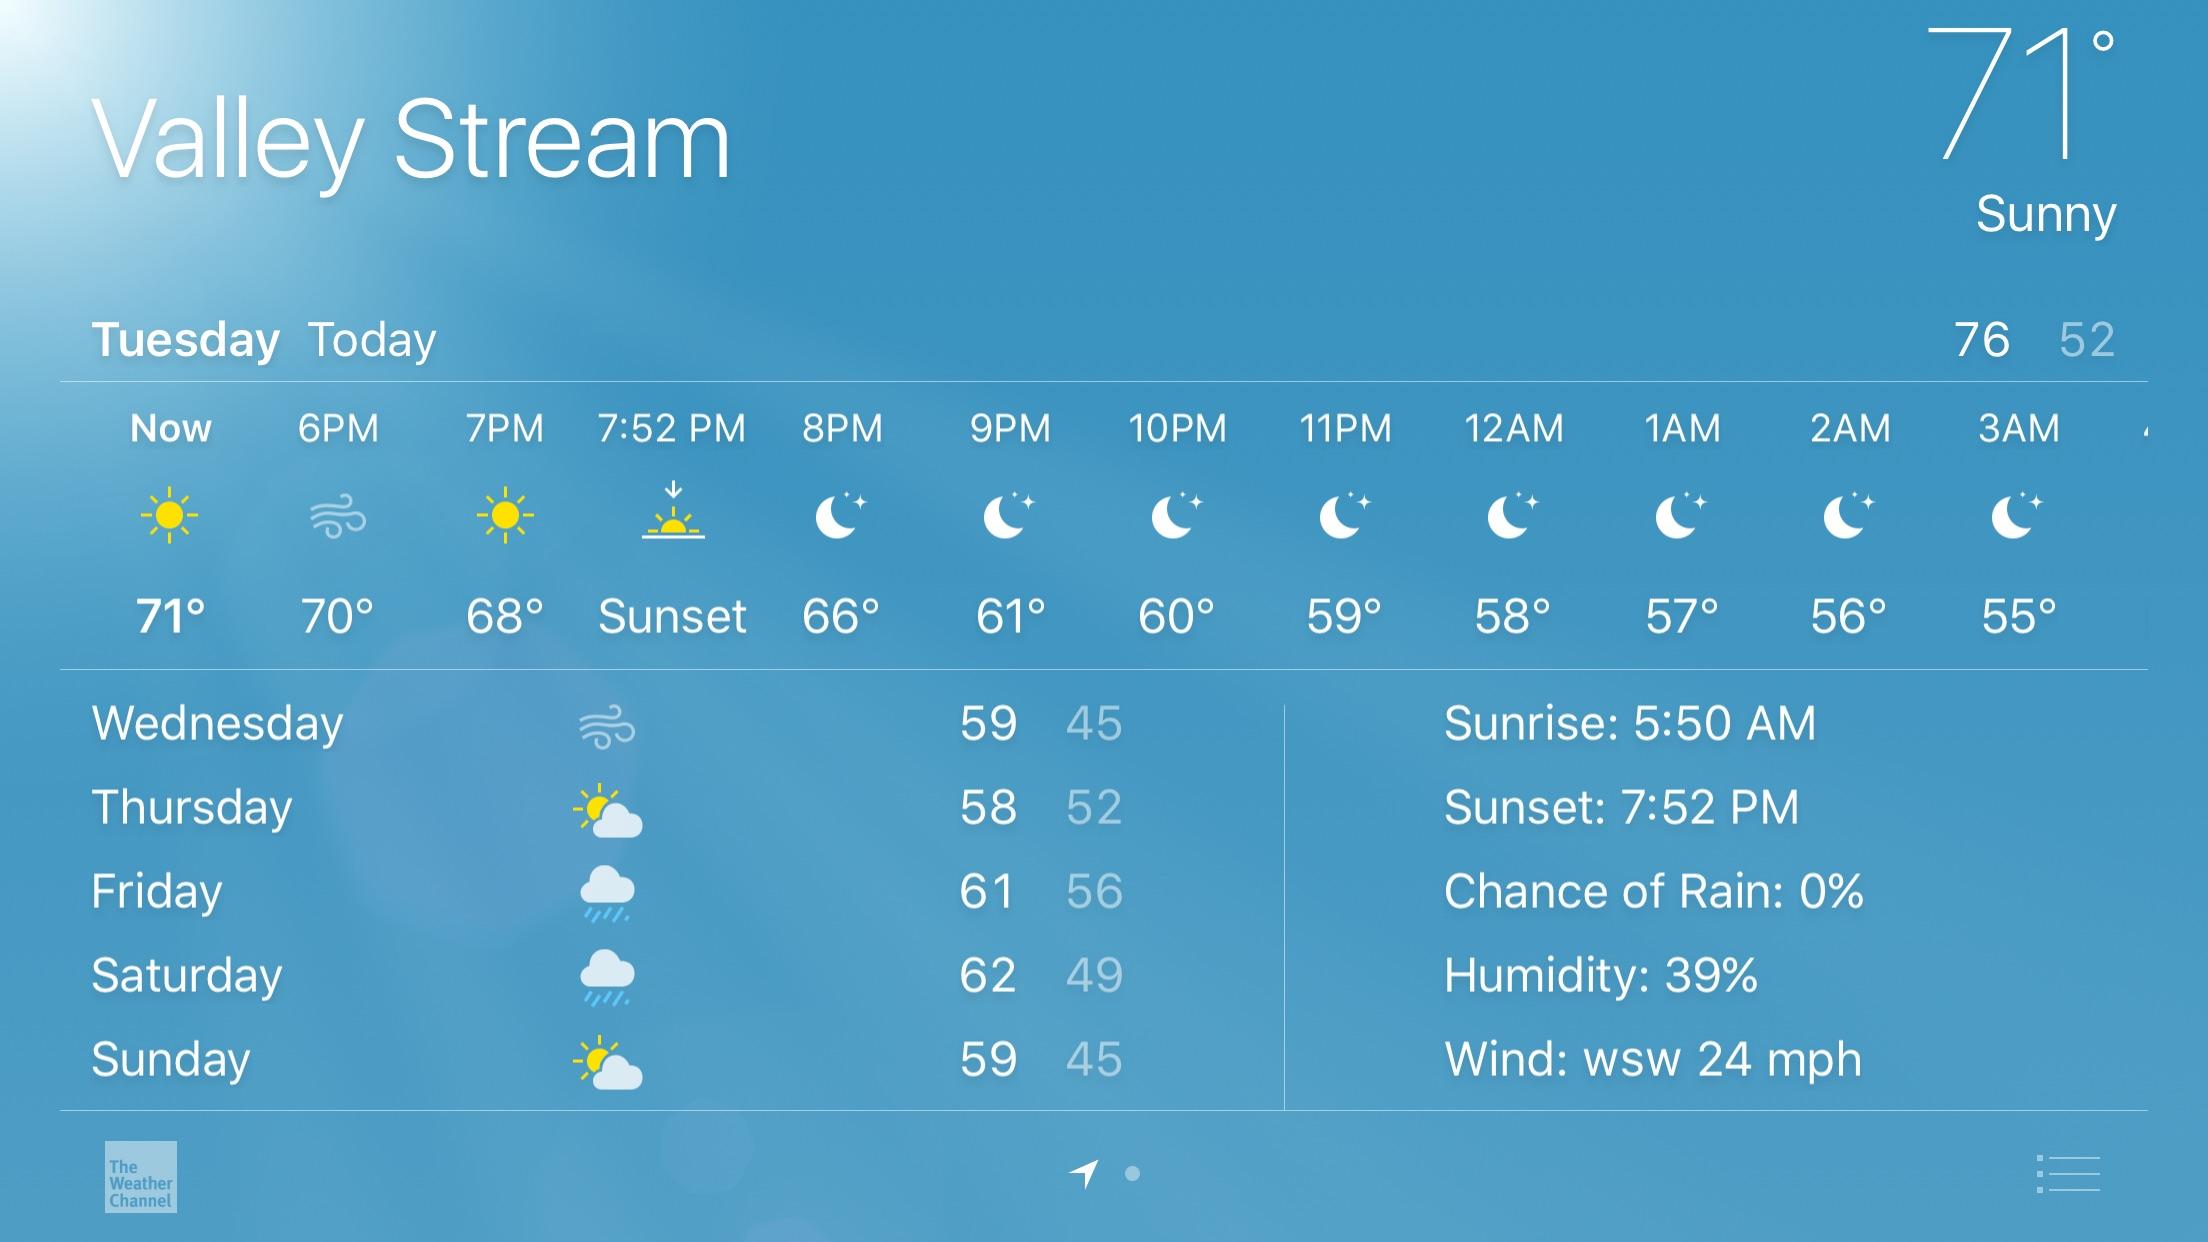 71°
Valley Stream
Sunny
Tuesday Today 76 52
Now 6PM 7PM 7:52 PM 8PM 9PM 10PM 11PM 12AM 1AM 2AM 3AM
71° 70° 68° Sunset 66° 61° 60° 59° 58° 57° 56° 55°
Wednesday 59 45
Thursday 58 52
Friday 61 56
Saturday 62 49
Sunday 59 45
Sunrise: 5:50 AM
Sunset: 7:52 PM
Chance of Rain: 0%
Humidity: 39%
Wind: wsw 24 mph
The
Weather
Channel